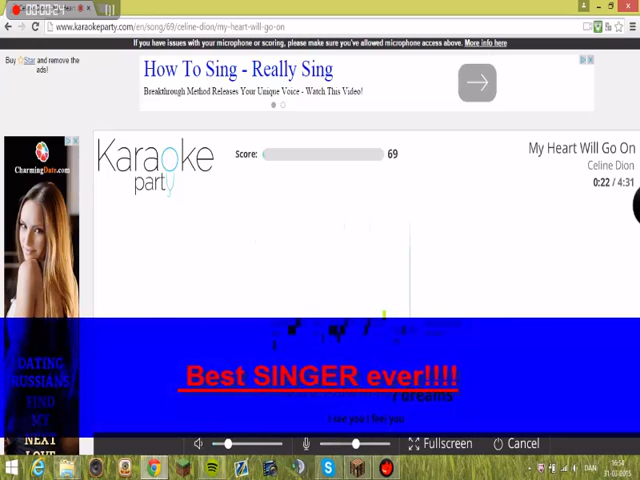 00:00:24
www.karaokeparty.com/en/song/69/celine-dion/my-heart-will-go-on
If you have issues with your microphone or scoring, please make sure you've allowed microphone access above. More info here
Buy Star and remove the ads!
How To Sing - Really Sing
Breakthrough Method Releases Your Unique Voice - Watch This Video!
CharmingDate.com
Karaoke
party
Score:
69
My Heart Will Go On
Celine Dion
0:22 / 4:31
Best SINGER ever!!!!
dreams
I see you I feel you
DATING
RUSSIANS
FIND
MY
NEXT
LOVE
Fullscreen
Cancel
DAN
16:54
31-03-2015